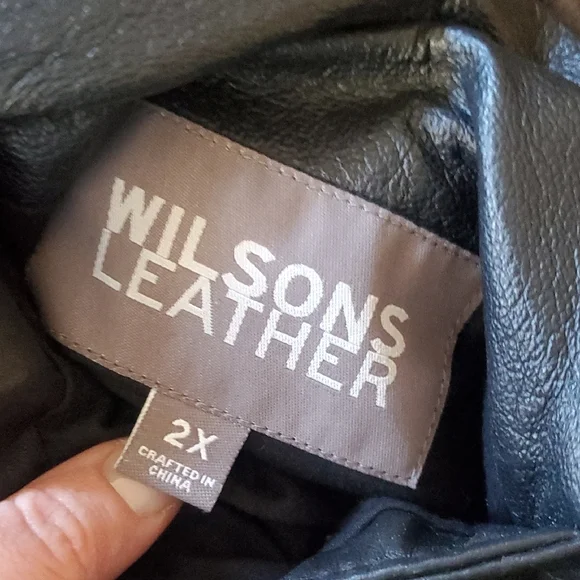 WILSONS
LEATHER
2X
CRAFTED IN
CHINA